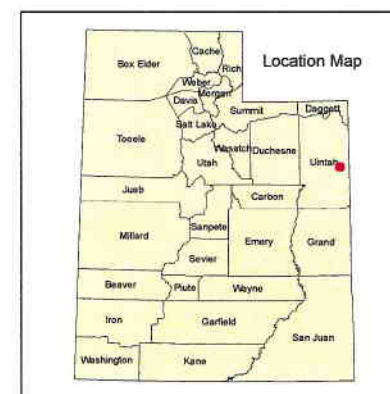 Location Map
Cache
Box Elder
Rich
Weber
Morgan
Davis
Summit
Daggett
Salt Lake
Tooele
Wasatch
Duchesne
Uintah
Utah
Juab
Carbon
Sanpete
Millard
Emery
Grand
Sevier
Beaver
Piute
Wayne
Iron
Garfield
San Juan
Washington
Kane